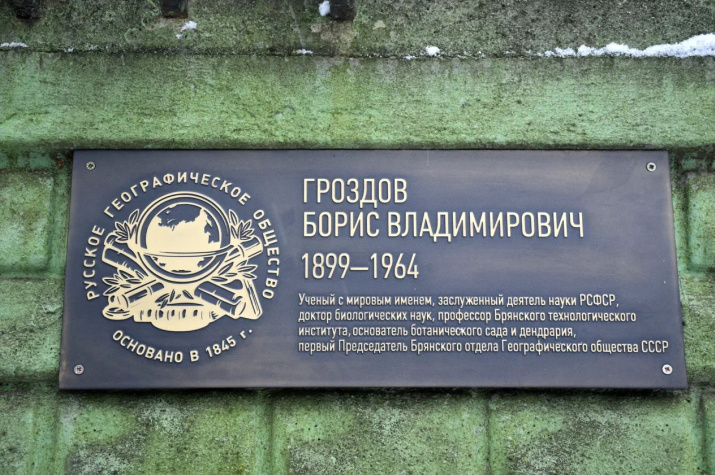 РУССКОЕ ГЕОГРАФИЧЕСКОЕ ОБЩЕСТВО
ОСНОВАНО В 1845 г.
ГРОЗДОВ
БОРИС ВЛАДИМИРОВИЧ
1899–1964
Ученый с мировым именем, заслуженный деятель науки РСФСР,
доктор биологических наук, профессор Брянского технологического
института, основатель ботанического сада и дендрария,
первый Председатель Брянского отдела Географического общества СССР